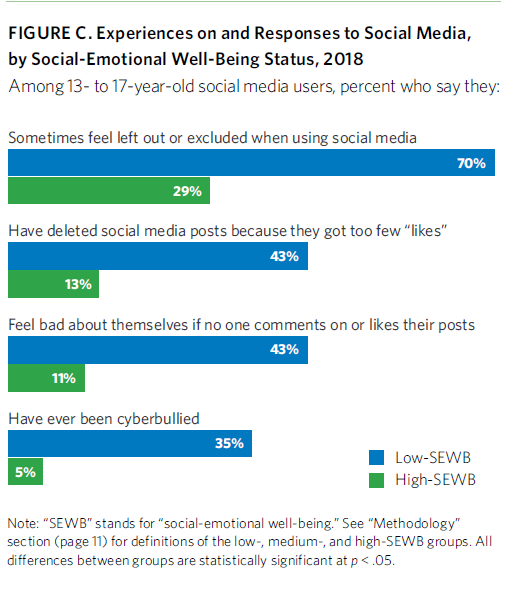 FIGURE C. Experiences on and Responses to Social Media,
by Social-Emotional Well-Being Status, 2018
Among 13- to 17-year-old social media users, percent who say they:
Sometimes feel left out or excluded when using social media
70%
29%
Have deleted social media posts because they got too few “likes”
43%
13%
Feel bad about themselves if no one comments on or likes their posts
43%
11%
Have ever been cyberbullied
35%
5%
Low-SEWB
High-SEWB
Note: “SEWB” stands for “social-emotional well-being.” See “Methodology”
section (page 11) for definitions of the low-, medium-, and high-SEWB groups. All
differences between groups are statistically significant at p < .05.